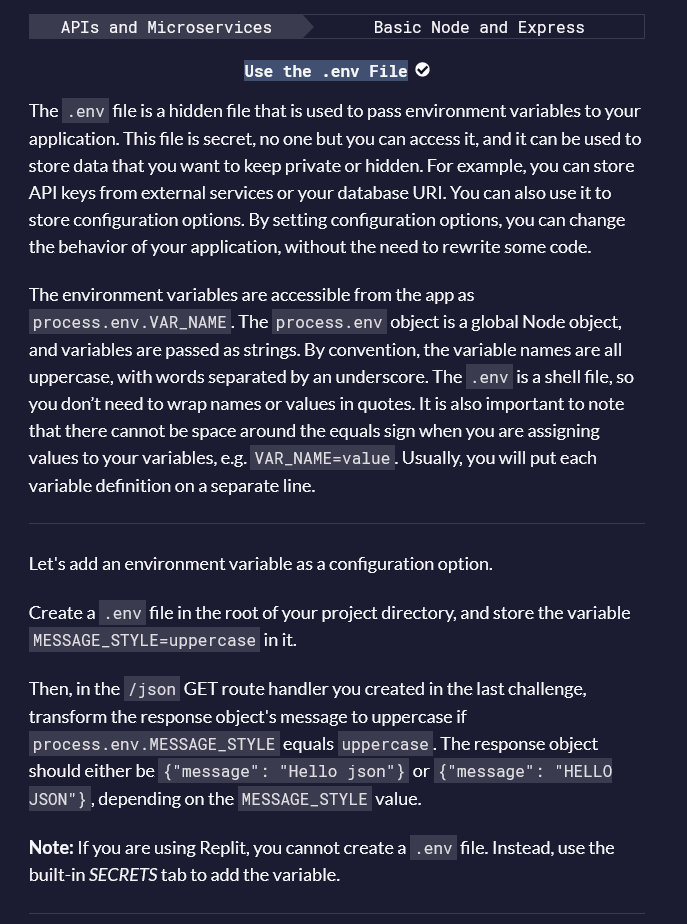 APIs and Microservices
Basic Node and Express
Use the .env File
The .env file is a hidden file that is used to pass environment variables to your
application. This file is secret, no one but you can access it, and it can be used to
store data that you want to keep private or hidden. For example, you can store
API keys from external services or your database URI. You can also use it to
store configuration options. By setting configuration options, you can change
the behavior of your application, without the need to rewrite some code.
The environment variables are accessible from the app as
process.env.VAR_NAME. The process.env object is a global Node object,
and variables are passed as strings. By convention, the variable names are all
uppercase, with words separated by an underscore. The .env is a shell file, so
you don’t need to wrap names or values in quotes. It is also important to note
that there cannot be space around the equals sign when you are assigning
values to your variables, e.g. VAR_NAME=value. Usually, you will put each
variable definition on a separate line.
Let's add an environment variable as a configuration option.
Create a .env file in the root of your project directory, and store the variable
MESSAGE_STYLE=uppercase in it.
Then, in the /json GET route handler you created in the last challenge,
transform the response object's message to uppercase if
process.env.MESSAGE_STYLE equals uppercase. The response object
should either be {"message": "Hello json"} or {"message": "HELLO
JSON"}, depending on the MESSAGE_STYLE value.
Note: If you are using Replit, you cannot create a .env file. Instead, use the
built-in SECRETS tab to add the variable.